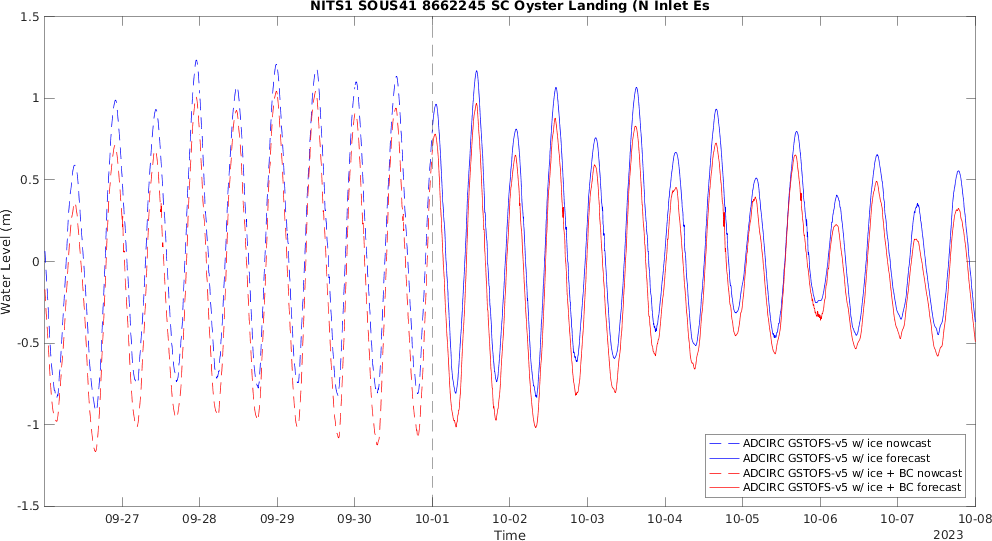 NITS1 SOUS41 8662245 SC Oyster Landing (N Inlet Es
Water Level (m)
1.5
1
0.5
0
-0.5
-1
-1.5
09-27 09-28 09-29 09-30 10-01 10-02 10-03 10-04 10-05 10-06 10-07 10-08
Time
2023
ADCIRC GSTOFS-v5 w/ ice nowcast
ADCIRC GSTOFS-v5 w/ ice forecast
ADCIRC GSTOFS-v5 w/ ice + BC nowcast
ADCIRC GSTOFS-v5 w/ ice + BC forecast